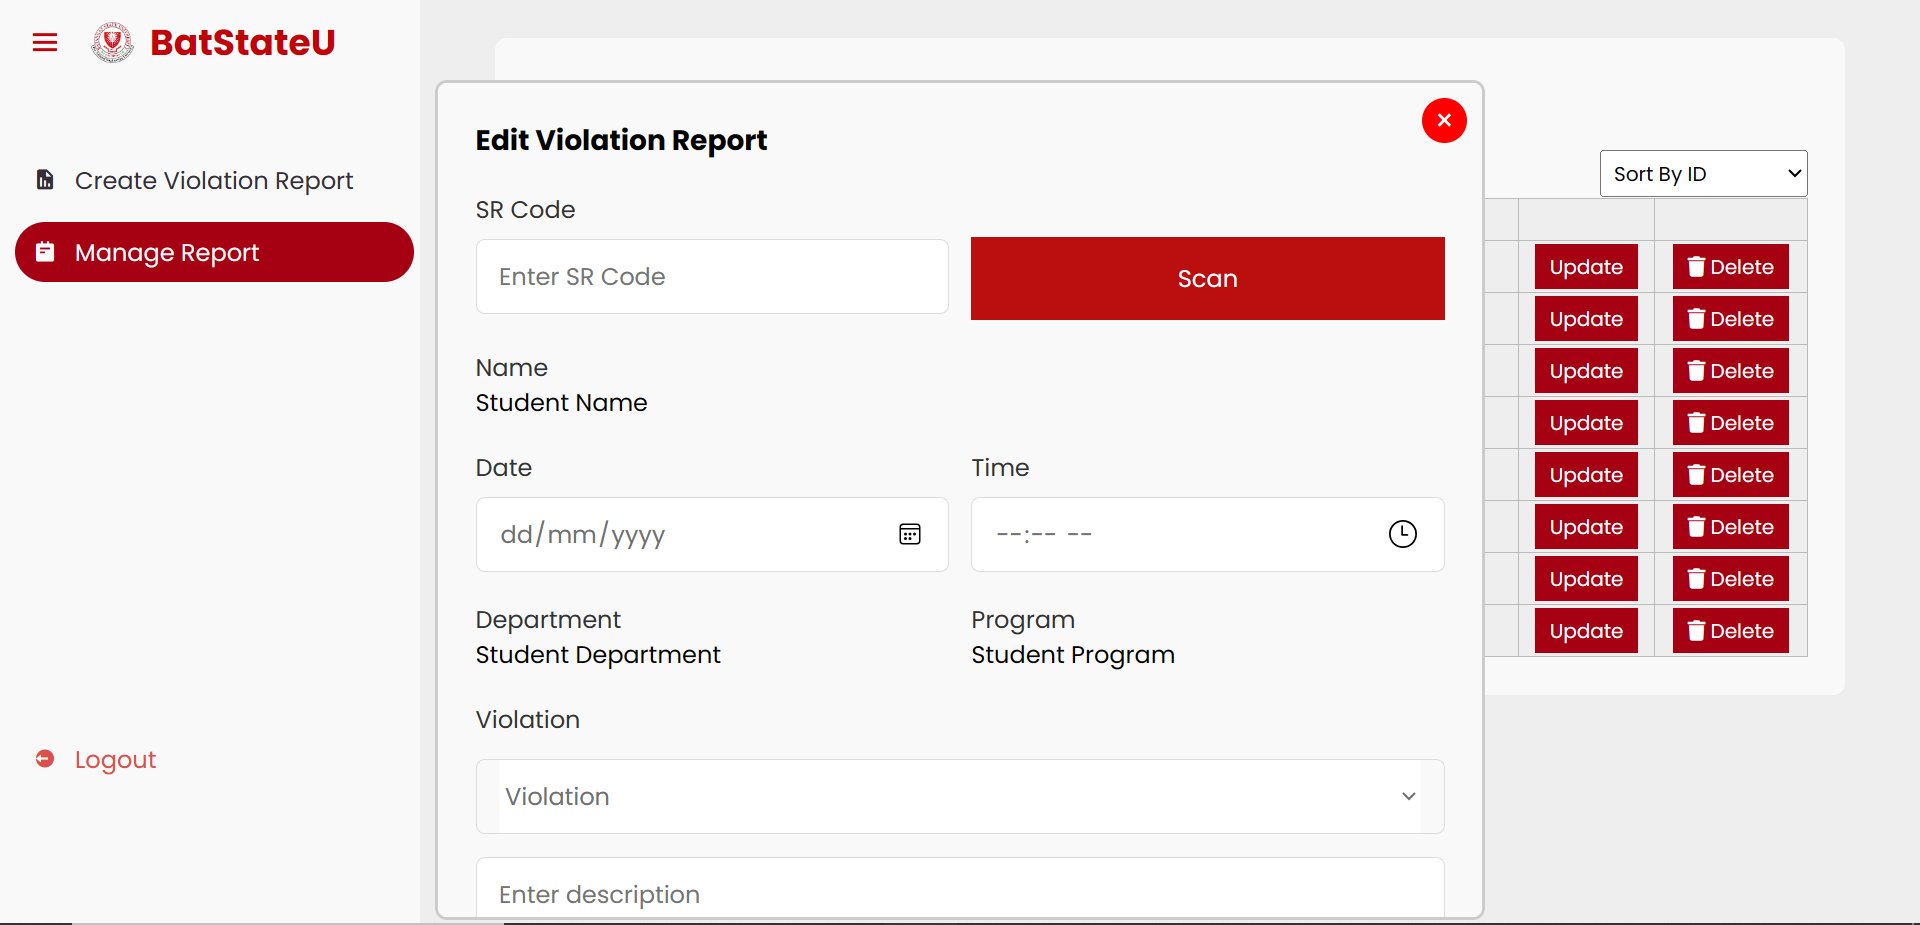 BatStateU
Create Violation Report
Manage Report
Logout
Edit Violation Report
SR Code
Enter SR Code
Scan
Name
Student Name
Date
Time
dd/mm/yyyy
--:-- --
Department
Student Department
Program
Student Program
Violation
Violation
Enter description
Sort By ID
Update Delete
Update Delete
Update Delete
Update Delete
Update Delete
Update Delete
Update Delete
Update Delete